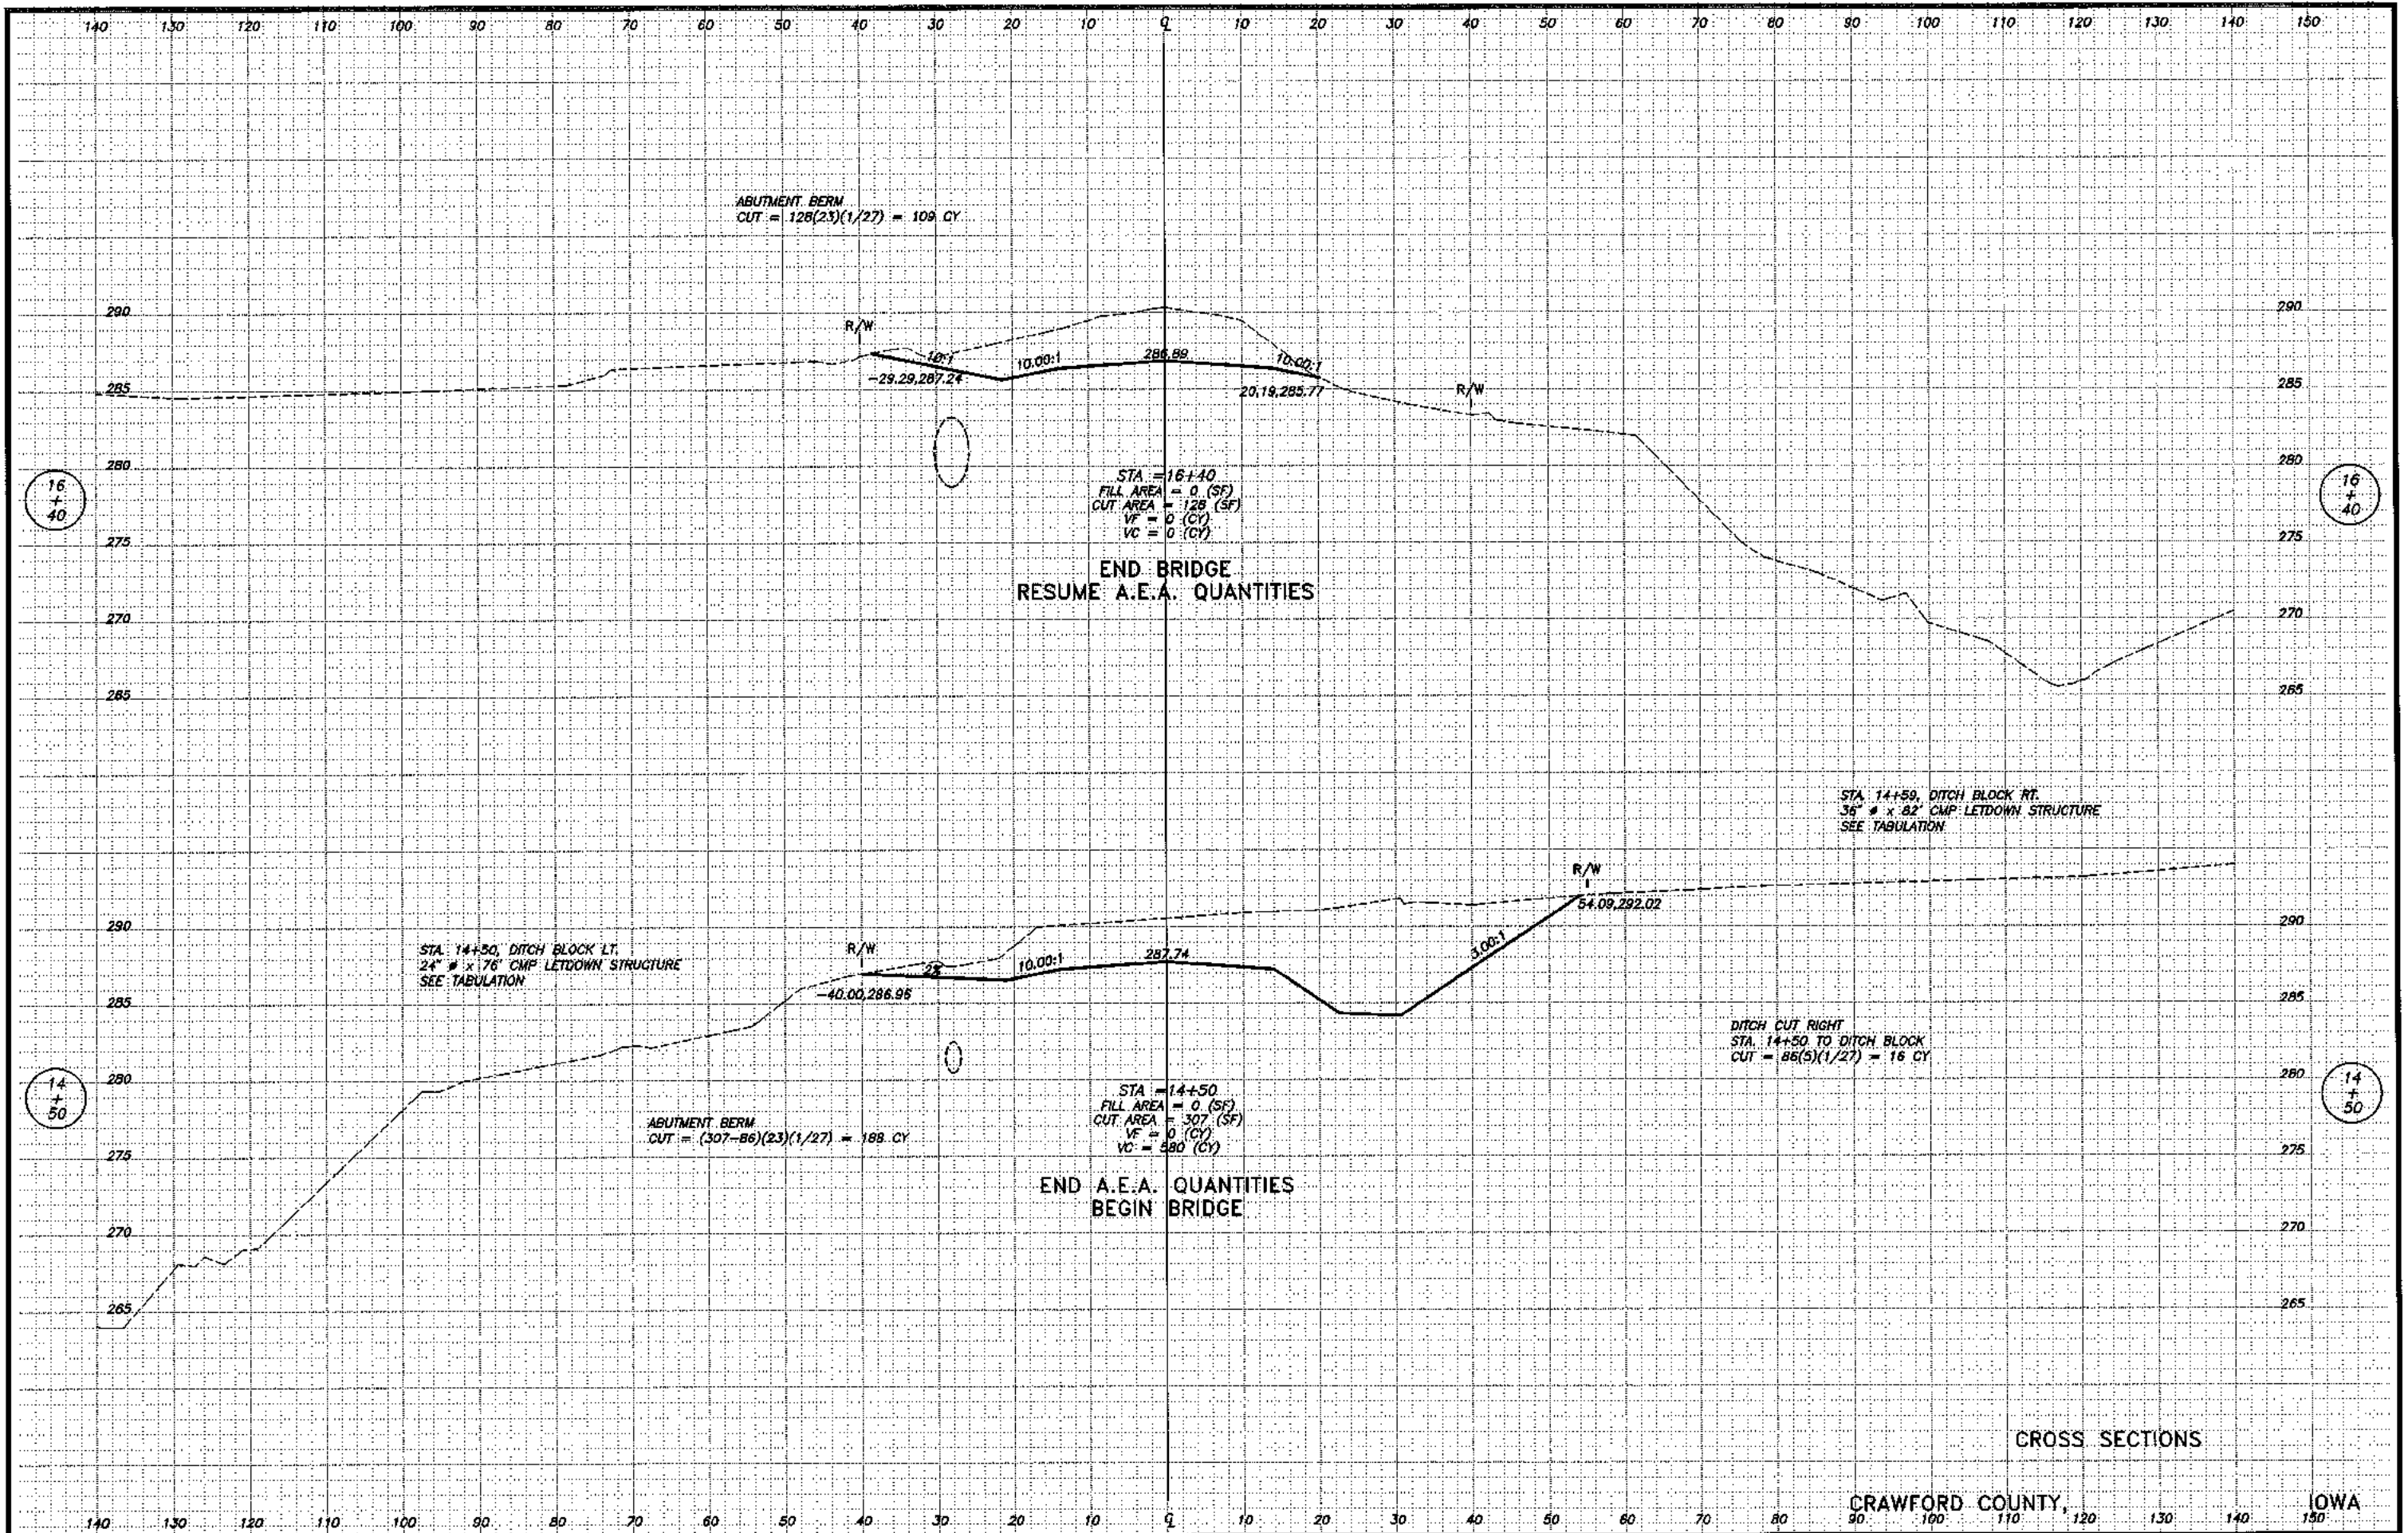 140 130 120 110 100 90 80 70 60 50 40 30 20 10 ℄ 10 20 30 40 50 60 70 80 90 100 110 120 130 140 150
ABUTMENT BERM
CUT = 128(23)(1/27) = 109 CY
290
290
R/W
10:1
10.00:1
286.89
10.00:1
285
-29.29,287.24
20.19,285.77
R/W
285
280
280
16
+
40
STA = 16+40
FILL AREA = 0 (SF)
CUT AREA = 128 (SF)
VF = 0 (CY)
VC = 0 (CY)
16
+
40
275
275
END BRIDGE
RESUME A.E.A. QUANTITIES
270
270
265
265
STA. 14+59, DITCH BLOCK RT.
36" ø x 82' CMP LETDOWN STRUCTURE
SEE TABULATION
R/W
54.09,292.02
290
290
STA. 14+50, DITCH BLOCK LT.
24" ø x 76' CMP LETDOWN STRUCTURE
SEE TABULATION
R/W
10.00:1
287.74
3.00:1
285
-40.00,286.96
285
DITCH CUT RIGHT
STA. 14+50 TO DITCH BLOCK
CUT = 86(5)(1/27) = 16 CY
280
280
14
+
50
STA = 14+50
FILL AREA = 0 (SF)
CUT AREA = 307 (SF)
VF = 0 (CY)
VC = 580 (CY)
14
+
50
ABUTMENT BERM
CUT = (307-86)(23)(1/27) = 188 CY
275
275
END A.E.A. QUANTITIES
BEGIN BRIDGE
270
270
265
265
CROSS SECTIONS
CRAWFORD COUNTY, IOWA
140 130 120 110 100 90 80 70 60 50 40 30 20 10 ℄ 10 20 30 40 50 60 70 80 90 100 110 120 130 140 150